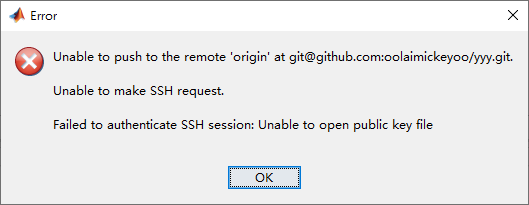 Error
Unable to push to the remote 'origin' at git@github.com:oolaimickeyoo/yyy.git.
Unable to make SSH request.
Failed to authenticate SSH session: Unable to open public key file
OK